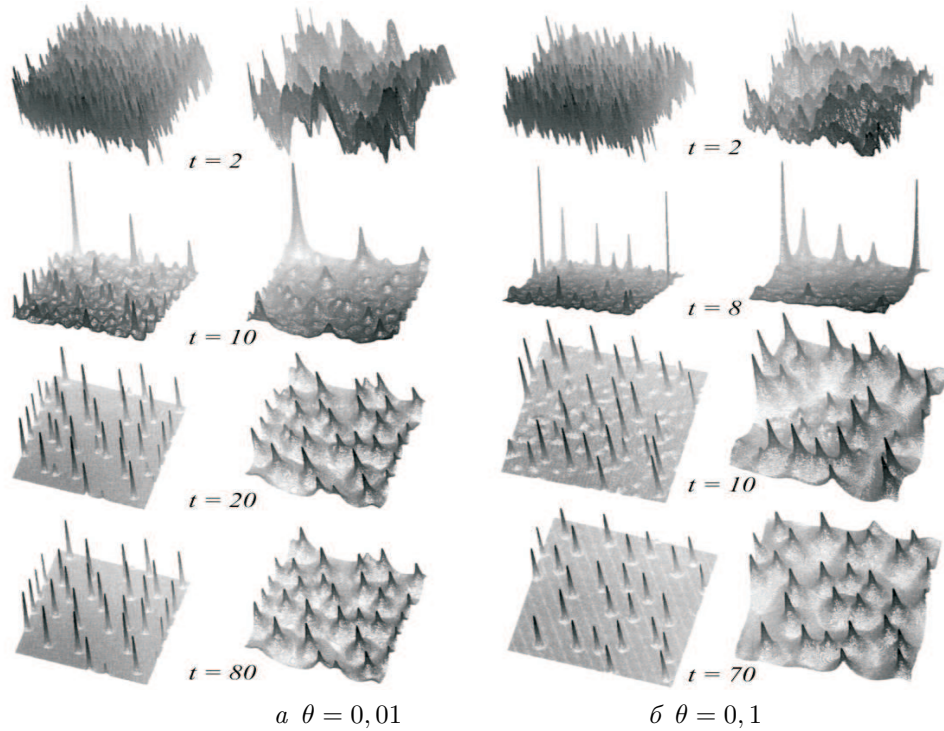 t = 2
t = 2
t = 10
t = 8
t = 20
t = 10
t = 80
t = 70
а θ = 0, 01
б θ = 0, 1